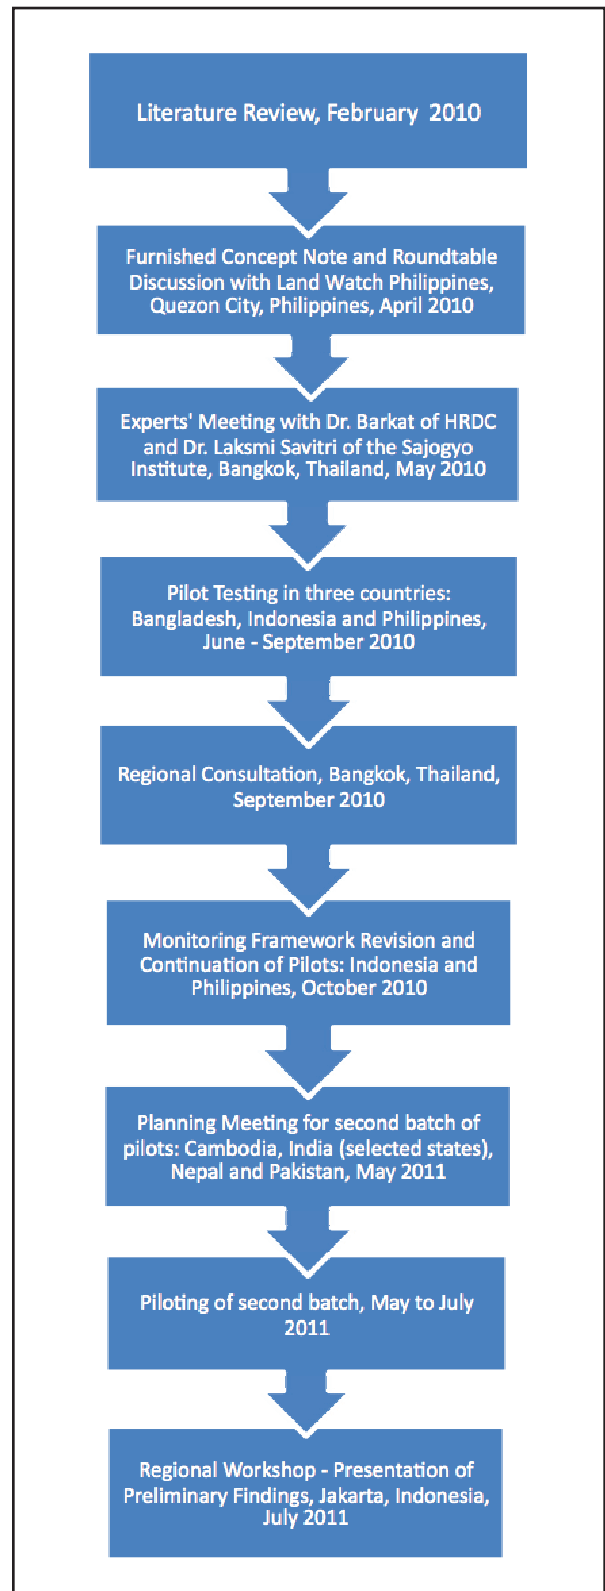 Literature Review, February  2010
Furnished Concept Note and Roundtable
Discussion with Land Watch Philippines,
Quezon City, Philippines, April 2010
Experts' Meeting with Dr. Barkat of HRDC
and Dr. Laksmi Savitri of the Sajogyo
Institute, Bangkok, Thailand, May 2010
Pilot Testing in three countries:
Bangladesh, Indonesia and Philippines,
June - September 2010
Regional Consultation, Bangkok, Thailand,
September 2010
Monitoring Framework Revision and
Continuation of Pilots: Indonesia and
Philippines, October 2010
Planning Meeting for second batch of
pilots: Cambodia, India (selected states),
Nepal and Pakistan, May 2011
Piloting of second batch, May to July
2011
Regional Workshop - Presentation of
Preliminary Findings, Jakarta, Indonesia,
July 2011